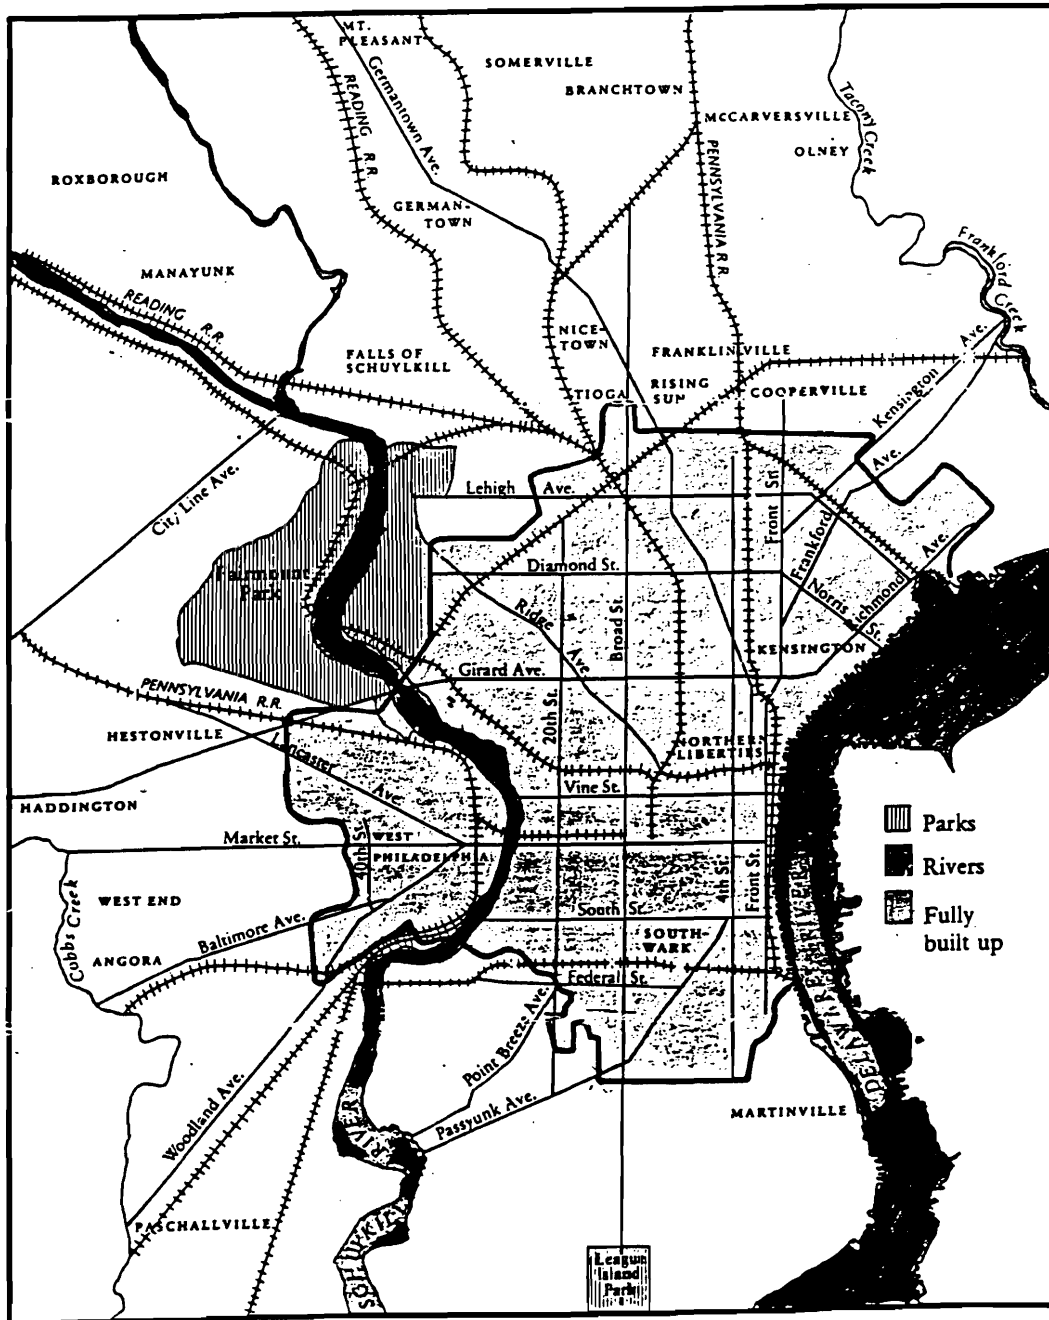 MT.
PLEASANT
SOMERVILLE
BRANCHTOWN
McCARVERSVILLE
OLNEY
Tacony Creek
READING R.R.
Germantown Ave.
PENNSYLVANIA R.R.
ROXBOROUGH
GERMAN-
TOWN
Frankford Creek
MANAYUNK
READING R.R.
NICE-
TOWN
FALLS OF
SCHUYLKILL
FRANKLINVILLE
TIOGA
RISING
SUN
COOPERVILLE
Kensington Ave.
City Line Ave.
Lehigh Ave.
Front St.
Frankford Ave.
Fairmount
Park
Diamond St.
Ridge Ave.
Broad St.
Norris St.
Richmond Ave.
KENSINGTON
Girard Ave.
PENNSYLVANIA R.R.
20th St.
HESTONVILLE
Lancaster Ave.
NORTHERN
LIBERTIES
Vine St.
HADDINGTON
Market St.
40th St.
WEST
PHILADELPHIA
4th St.
Front St.
Parks
Rivers
Fully
built up
WEST END
Baltimore Ave.
South St.
SOUTH-
WARK
Cobbs Creek
ANGORA
Federal St.
DELAWARE RIVER
Point Breeze Ave.
Woodland Ave.
Passyunk Ave.
MARTINVILLE
SCHUYLKILL RIVER
PASCHALLVILLE
League
Island
Park